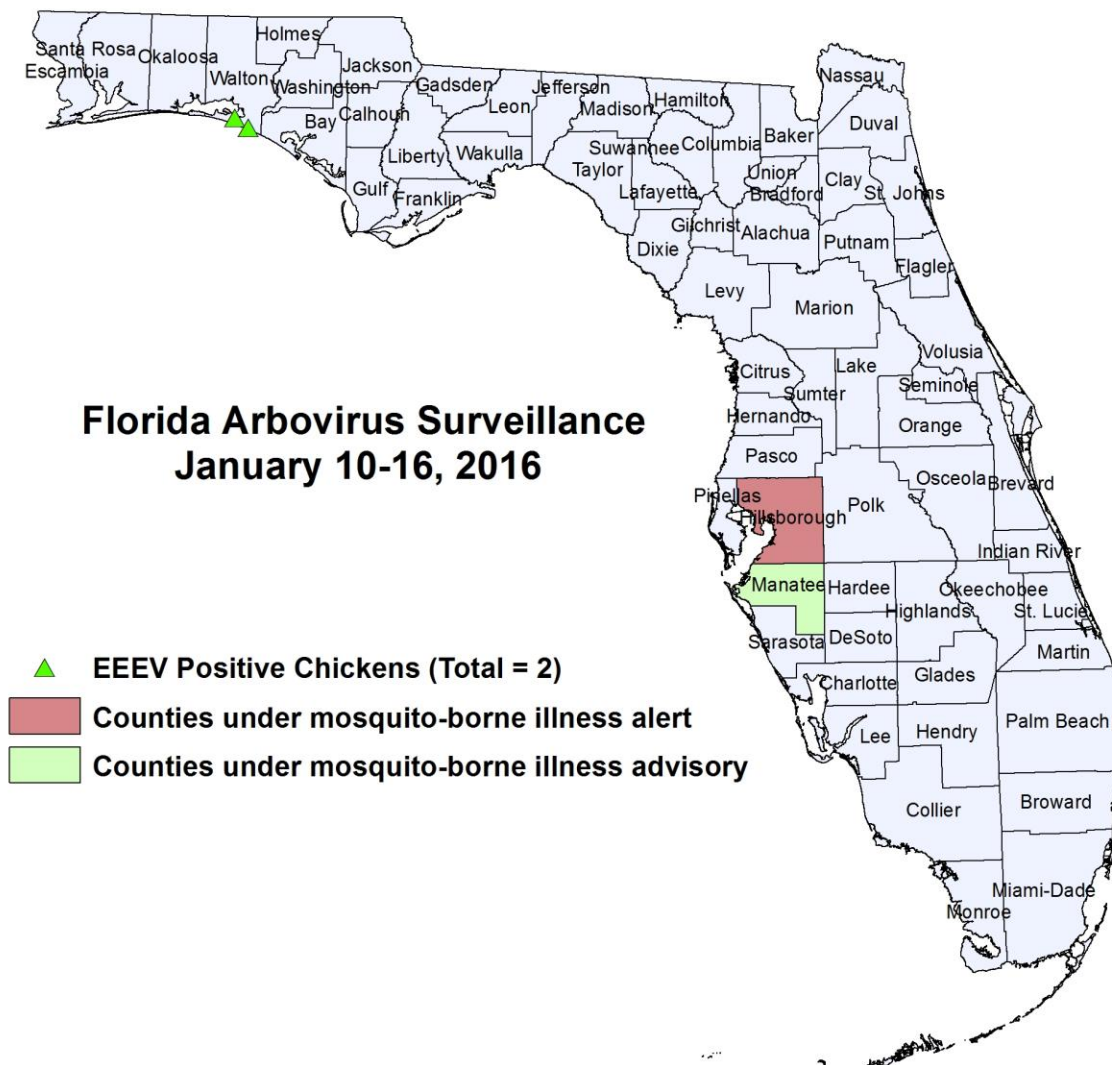 Holmes
Santa Rosa
Okaloosa
Escambia
Walton
Washington
Jackson
Gadsden
Jefferson
Hamilton
Nassau
Leon
Madison
Bay
Calhoun
Baker
Duval
Liberty
Wakulla
Suwannee
Columbia
Taylor
Union
Clay
St. Johns
Gulf
Franklin
Lafayette
Bradford
Gilchrist
Alachua
Putnam
Dixie
Flagler
Levy
Marion
Volusia
Citrus
Lake
Sumter
Seminole
Hernando
Orange
Florida Arbovirus Surveillance
January 10-16, 2016
Pasco
Osceola
Brevard
Pinellas
Hillsborough
Polk
Indian River
Manatee
Hardee
Okeechobee
Highlands
St. Lucie
Sarasota
DeSoto
Martin
Charlotte
Glades
Palm Beach
Lee
Hendry
Collier
Broward
Miami-Dade
Monroe
EEEV Positive Chickens (Total = 2)
Counties under mosquito-borne illness alert
Counties under mosquito-borne illness advisory